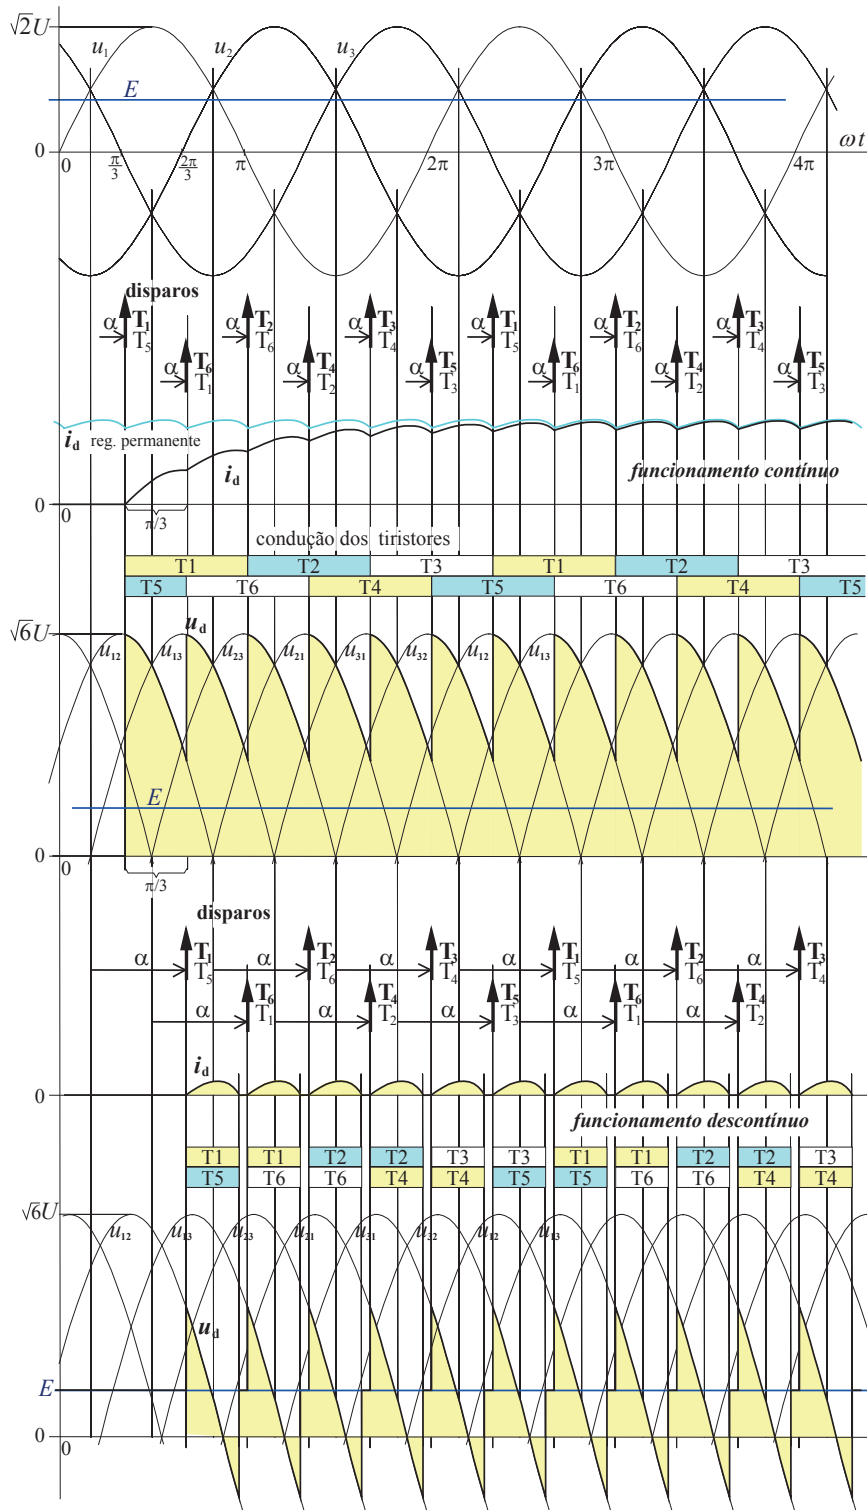 √2U
u1 u2 u3
E
0
0 π/3 2π/3 π 2π 3π 4π ωt
disparos
α T1 α T2 α T3 α T1 α T2 α T3
T5 T6 T4 T5 T6 T4
α T6 α T4 α T5 α T6 α T4 α T5
T1 T2 T3 T1 T2 T3
id reg. permanente
id
funcionamento contínuo
0
0
π/3
condução dos tiristores
T1 T2 T3 T1 T2 T3
T5 T6 T4 T5 T6 T4 T5
√6U
ud
u12 u13 u23 u21 u31 u32 u12 u13
E
0
0
π/3
disparos
α T1 α T2 α T3 α T1 α T2 α T3
T5 T6 T4 T5 T6 T4
α T6 α T4 α T5 α T6 α T4
T1 T2 T3 T1 T2
id
0
funcionamento descontínuo
T1 T1 T2 T2 T3 T3 T1 T1 T2 T2 T3
T5 T6 T6 T4 T4 T5 T5 T6 T6 T4 T4
√6U
u12 u13 u23 u21 u31 u32 u12 u13
ud
E
0
0